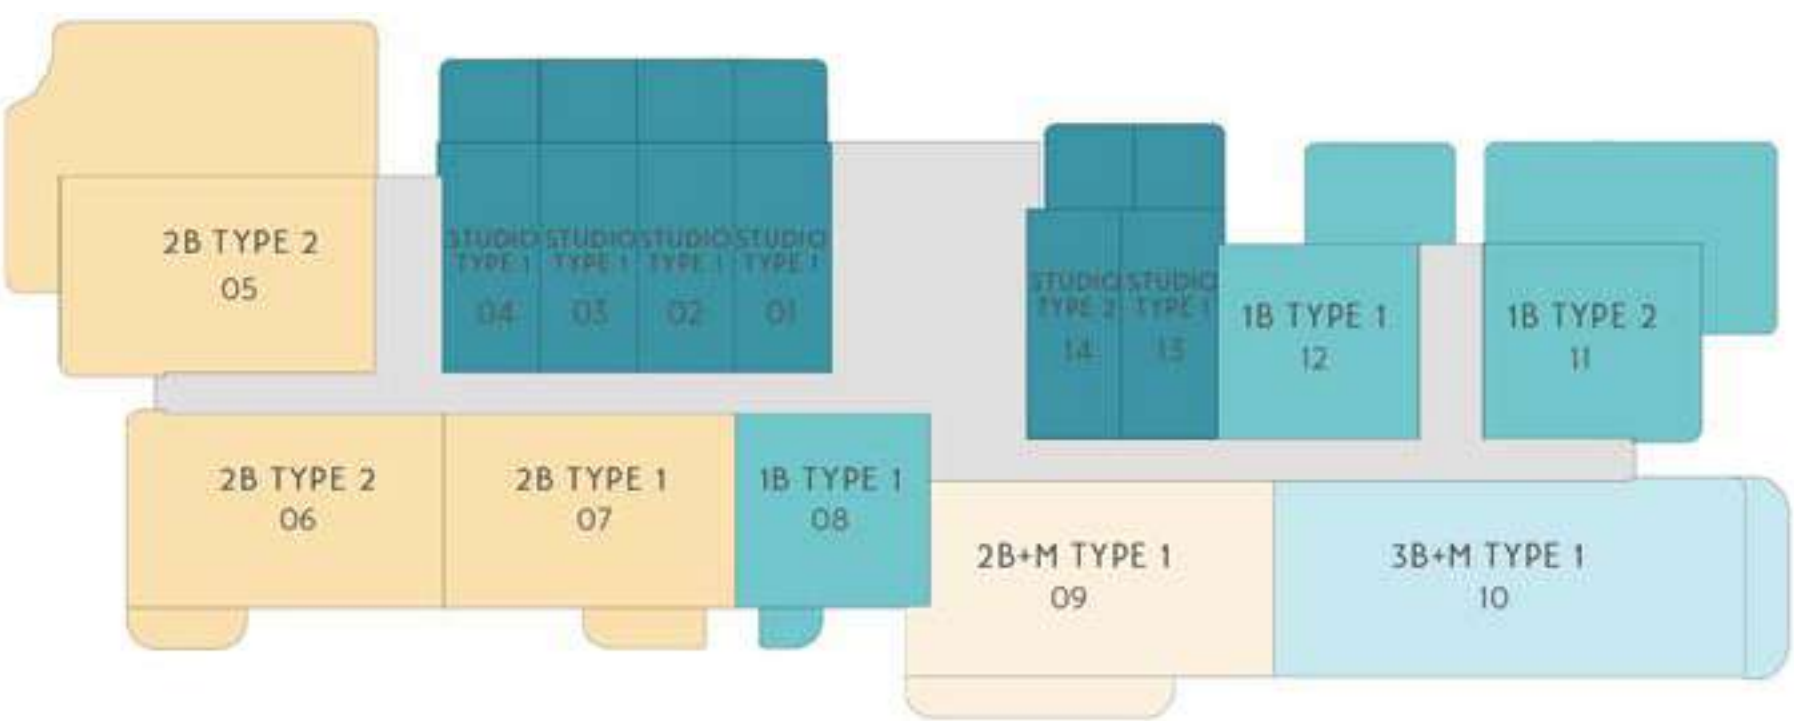 2B TYPE 2
05
STUDIO
TYPE 1
04
STUDIO
TYPE 1
03
STUDIO
TYPE 1
02
STUDIO
TYPE 1
01
STUDIO
TYPE 2
14
STUDIO
TYPE 1
13
1B TYPE 1
12
1B TYPE 2
11
2B TYPE 2
06
2B TYPE 1
07
1B TYPE 1
08
2B+M TYPE 1
09
3B+M TYPE 1
10